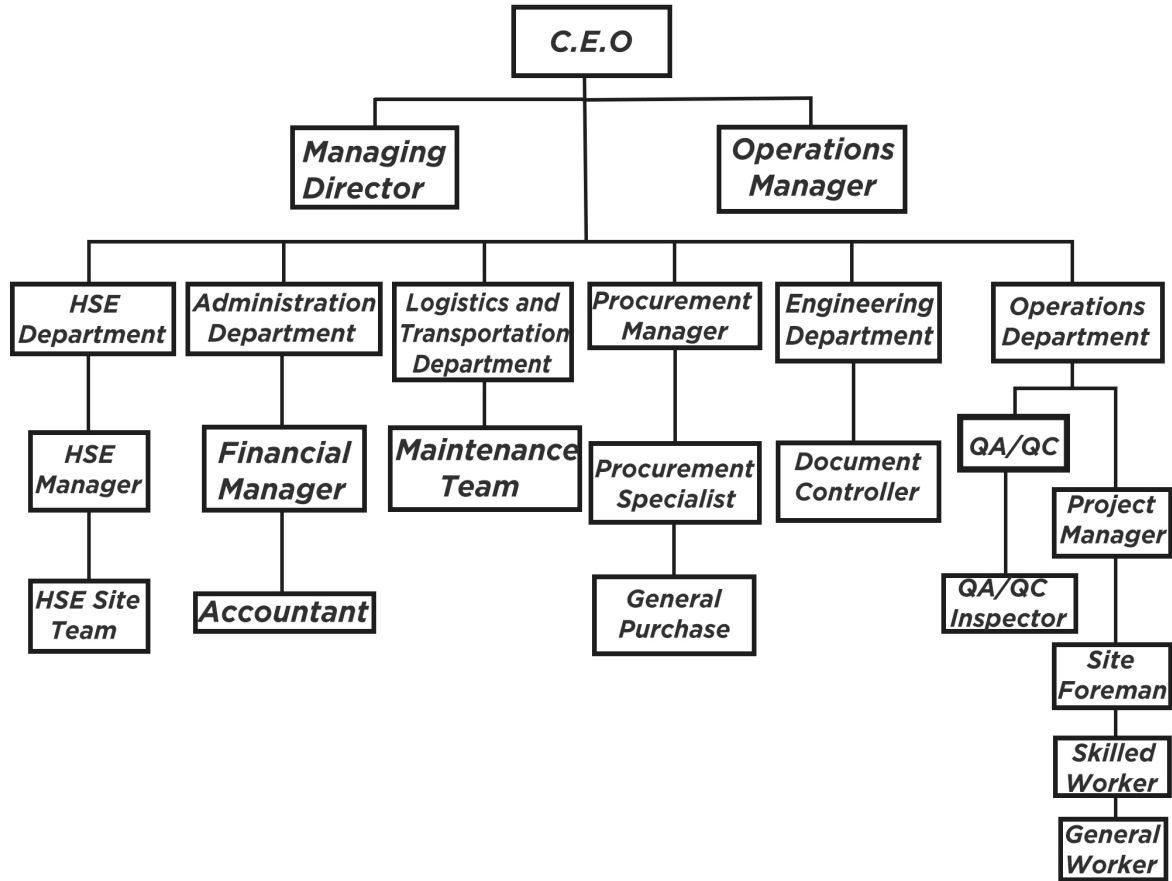 C.E.O
Managing
Director
Operations
Manager
HSE
Department
Administration
Department
Logistics and
Transportation
Department
Procurement
Manager
Engineering
Department
Operations
Department
HSE
Manager
Financial
Manager
Maintenance
Team
Procurement
Specialist
Document
Controller
QA/QC
Project
Manager
HSE Site
Team
Accountant
General
Purchase
QA/QC
Inspector
Site
Foreman
Skilled
Worker
General
Worker